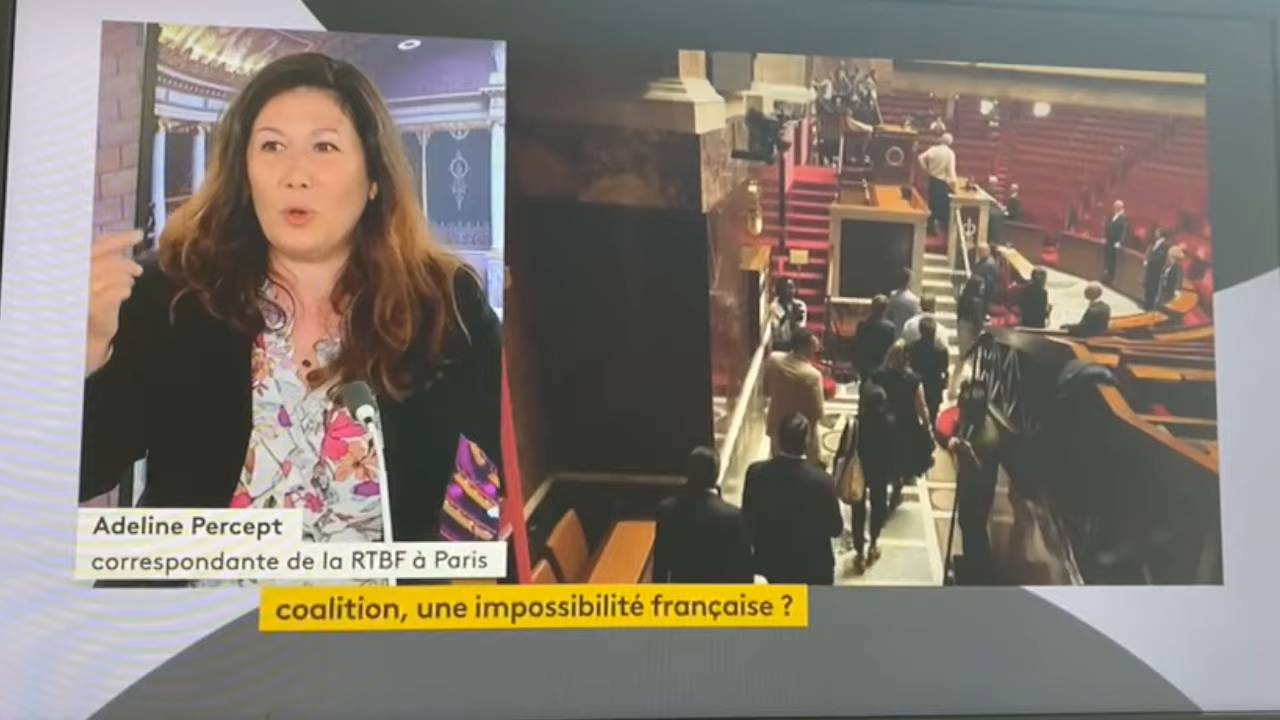 Adeline Percept
correspondante de la RTBF à Paris
coalition, une impossibilité française ?